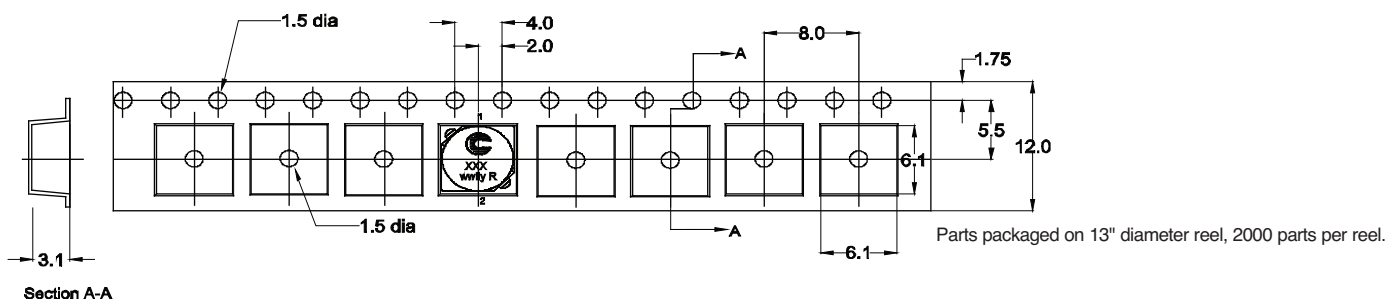 1.5 dia
4.0
2.0
A
8.0
1.75
5.5
12.0
1
XXX
wwlly R
2
6.1
1.5 dia
A
6.1
3.1
Section A-A
Parts packaged on 13" diameter reel, 2000 parts per reel.